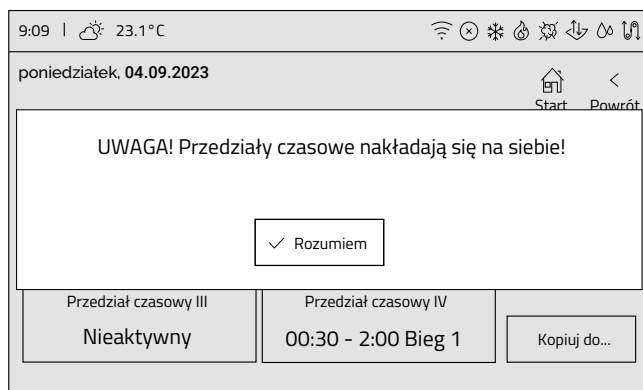 9:09 | 23.1°C
poniedziałek, 04.09.2023
Start Powrót
UWAGA! Przedziały czasowe nakładają się na siebie!
Rozumiem
Przedział czasowy III Przedział czasowy IV
Nieaktywny 00:30 - 2:00 Bieg 1 Kopiuj do...